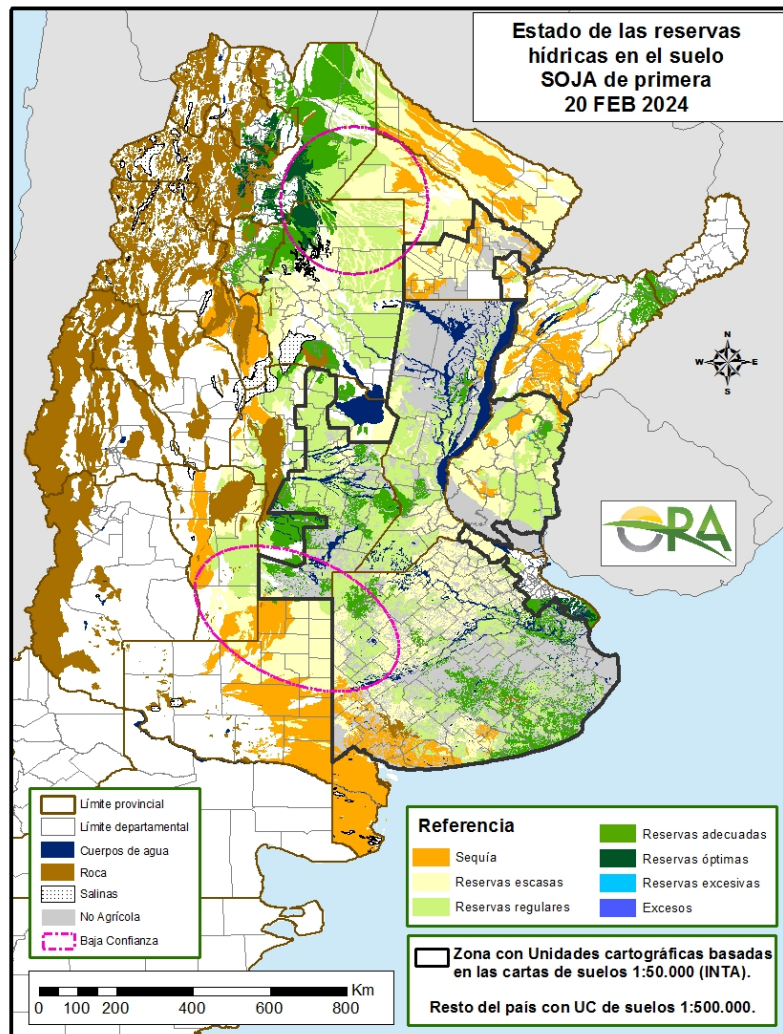 Estado de las reservas
hídricas en el suelo
SOJA de primera
20 FEB 2024
N
W
E
S
ORA
Límite provincial
Límite departamental
Cuerpos de agua
Roca
Salinas
No Agrícola
Baja Confianza
Referencia
Sequía
Reservas escasas
Reservas regulares
Reservas adecuadas
Reservas óptimas
Reservas excesivas
Excesos
Km
0 100 200 400 600 800
Zona con Unidades cartográficas basadas
en las cartas de suelos 1:50.000 (INTA).
Resto del país con UC de suelos 1:500.000.